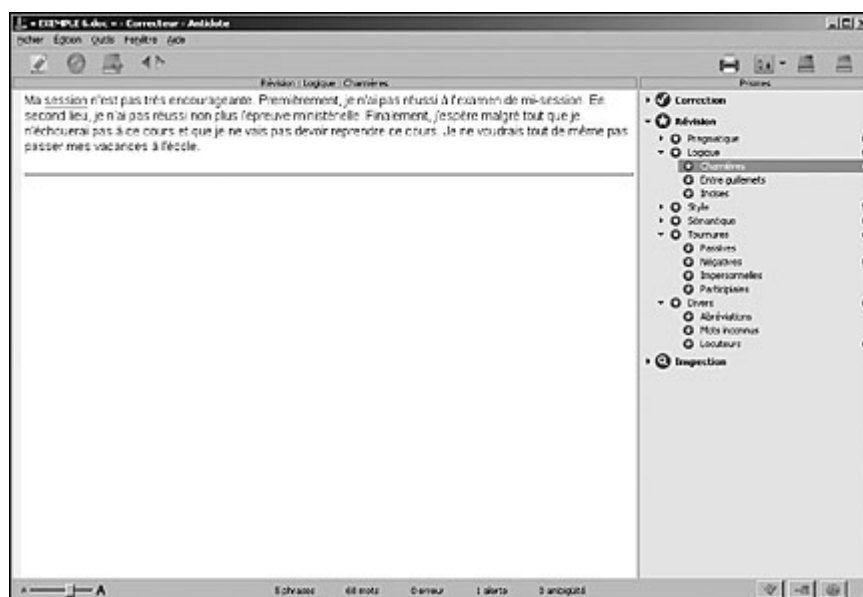 « EXEMPLE 6.doc » - Correcteur - Antidote
Fichier Édition Outils Fenêtre Aide
Révision : Logique : Charnières
Prismes
Ma session n'est pas très encourageante. Premièrement, je n'ai pas réussi à l'examen de mi-session. En
second lieu, je n'ai pas réussi non plus l'épreuve ministérielle. Finalement, j'espère malgré tout que je
n'échouerai pas à ce cours et que je ne vais pas devoir reprendre ce cours. Je ne voudrais tout de même pas
passer mes vacances à l'école.
Correction
Révision
Pragmatique
Logique
Charnières
Entre guillemets
Incises
Style
Sémantique
Tournures
Passives
Négatives
Impersonnelles
Participiales
Divers
Abréviations
Mots inconnus
Locuteurs
Inspection
A A
5 phrases 68 mots 0 erreur 1 alerte